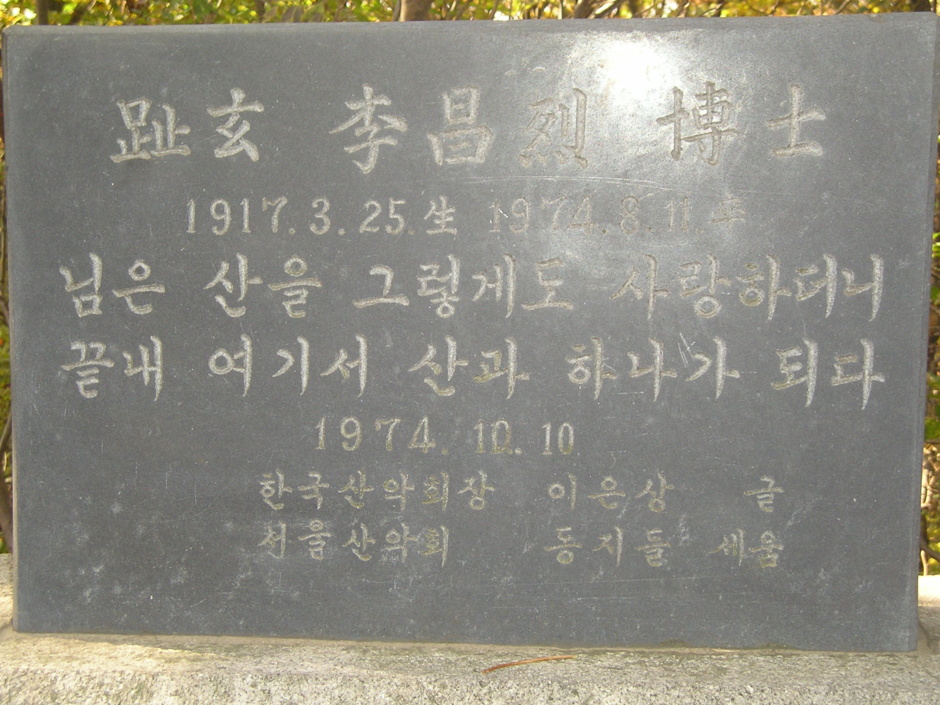 趾玄 李昌烈 博士
1917.3.25.生 1974.8.11 卒
님은 산을 그렇게도 사랑하더니
끝내 여기서 산과 하나가 되다
1974. 10. 10
한국산악회장 이은상 글
서울산악회 동지들 세움